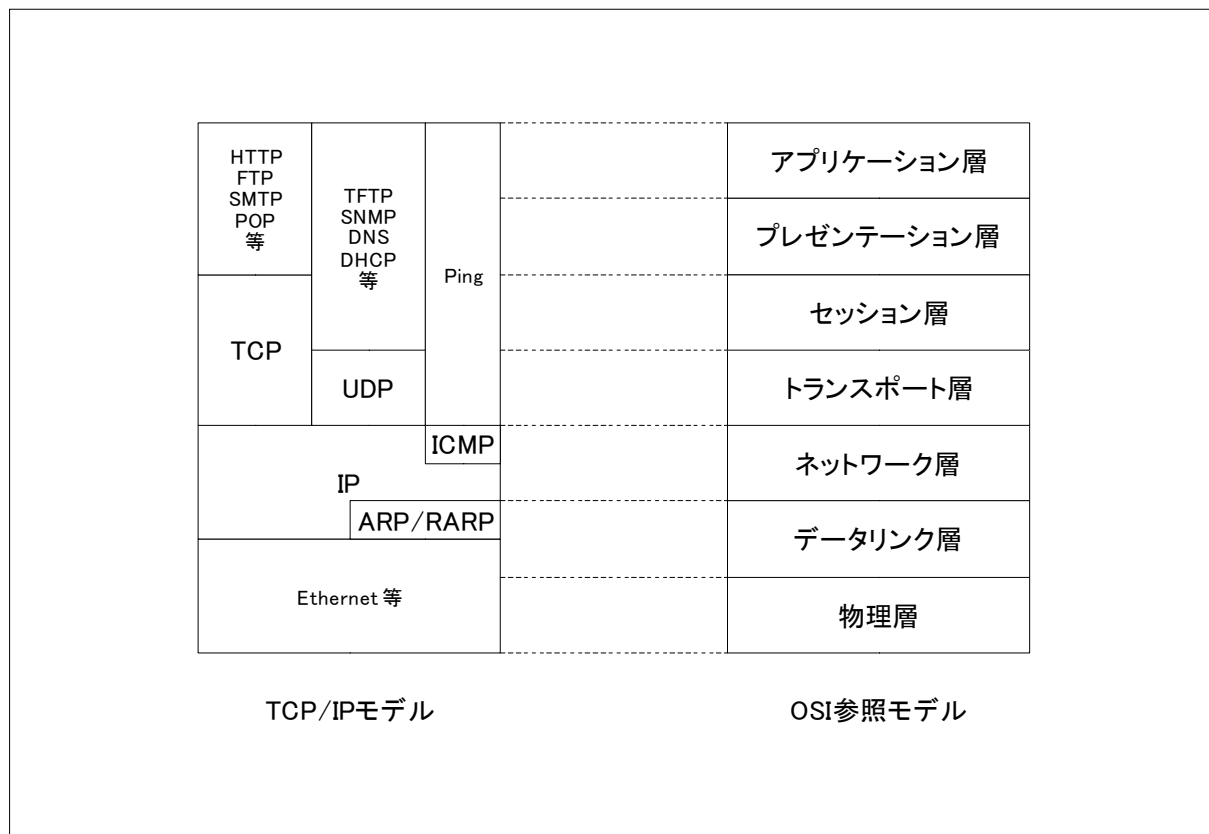 HTTP
FTP
SMTP
POP
等
TFTP
SNMP
DNS
DHCP
等
Ping
TCP
UDP
ICMP
IP
ARP/RARP
Ethernet 等
TCP/IPモデル
アプリケーション層
プレゼンテーション層
セッション層
トランスポート層
ネットワーク層
データリンク層
物理層
OSI参照モデル